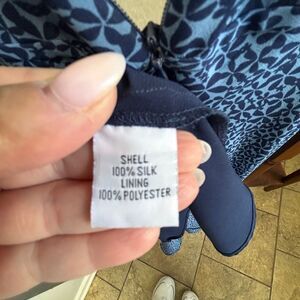 SHELL
100% SILK
LINING
100% POLYESTER